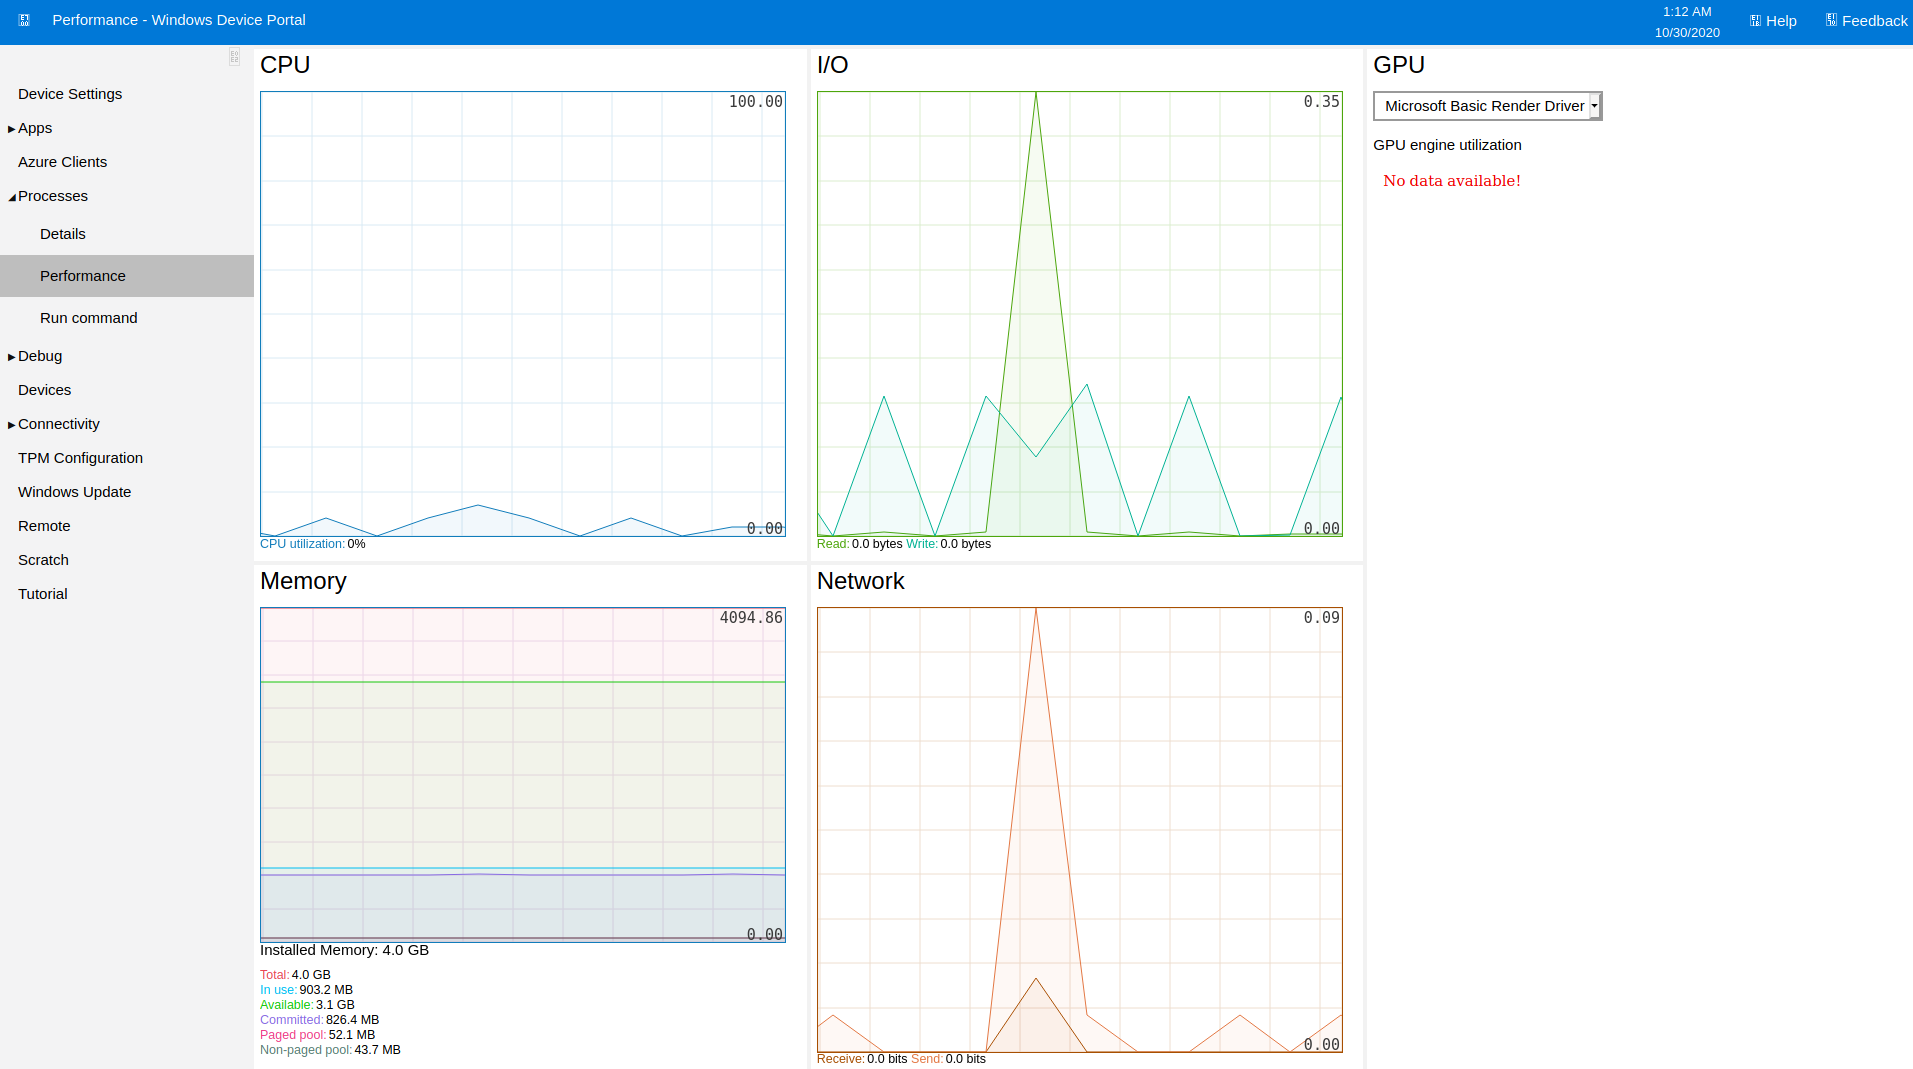 Performance - Windows Device Portal
1:12 AM
10/30/2020
Help
Feedback
Device Settings
Apps
Azure Clients
Processes
Details
Performance
Run command
Debug
Devices
Connectivity
TPM Configuration
Windows Update
Remote
Scratch
Tutorial
CPU
100.00
0.00
CPU utilization: 0%
I/O
0.35
0.00
Read: 0.0 bytes Write: 0.0 bytes
GPU
Microsoft Basic Render Driver
GPU engine utilization
No data available!
Memory
4094.86
0.00
Installed Memory: 4.0 GB
Total: 4.0 GB
In use: 903.2 MB
Available: 3.1 GB
Committed: 826.4 MB
Paged pool: 52.1 MB
Non-paged pool: 43.7 MB
Network
0.09
0.00
Receive: 0.0 bits Send: 0.0 bits